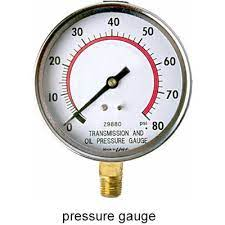 30 40 50
20 60
10 70
0 psi. 80
29880
TRANSMISSION AND
OIL PRESSURE GAUGE
pressure gauge